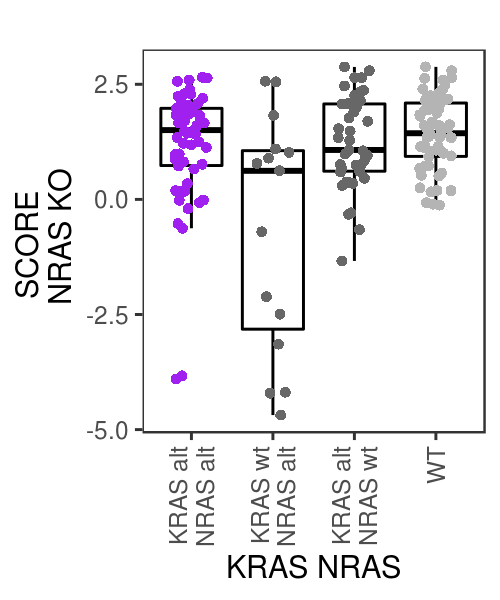 2.5
0.0
-2.5
-5.0
SCORE
NRAS KO
KRAS alt
NRAS alt
KRAS wt
NRAS alt
KRAS alt
NRAS wt
WT
KRAS NRAS